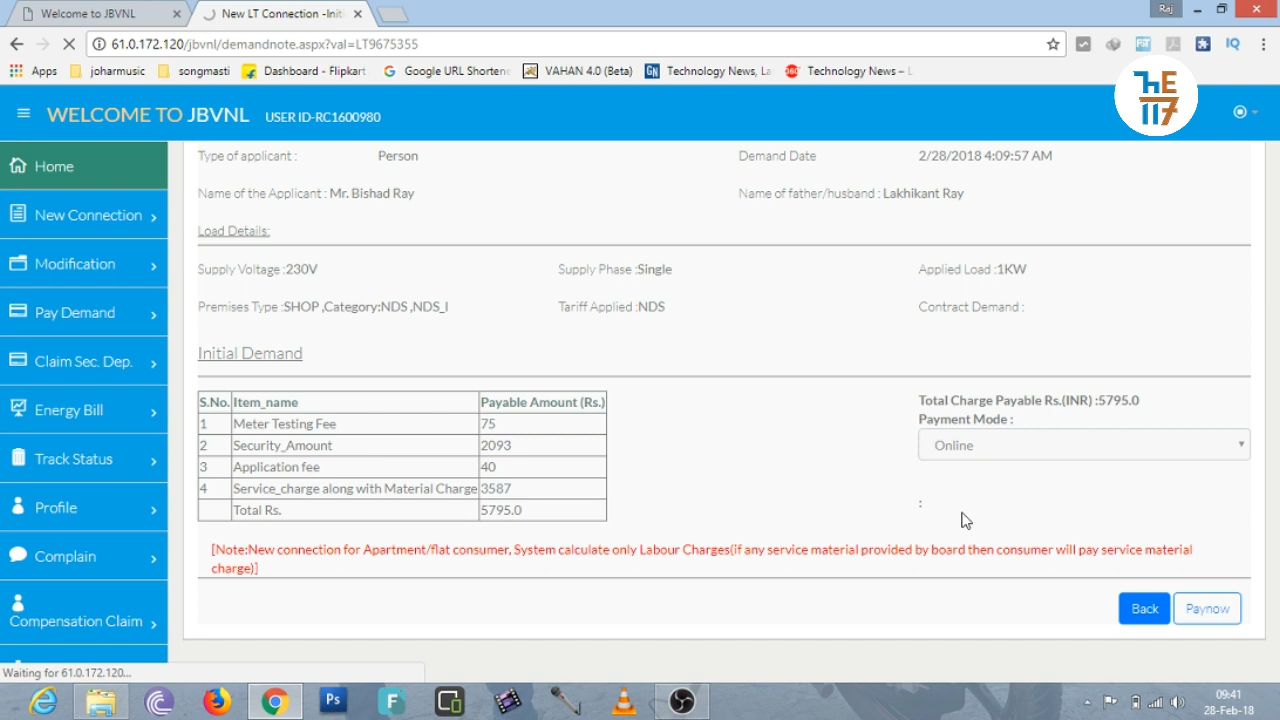 Welcome to JBVNL
New LT Connection -Initi
Raj
61.0.172.120/jbvnl/demandnote.aspx?val=LT9675355
IQ
Apps joharmusic songmasti Dashboard - Flipkart Google URL Shortene VAHAN 4.0 (Beta) GN Technology News, La 360 Technology News – L
hE
117
WELCOME TO JBVNL USER ID-RC1600980
Home
New Connection
Modification
Pay Demand
Claim Sec. Dep.
Energy Bill
Track Status
Profile
Complain
Compensation Claim
Type of applicant : Person Demand Date 2/28/2018 4:09:57 AM
Name of the Applicant : Mr. Bishad Ray Name of father/husband : Lakhikant Ray
Load Details:
Supply Voltage :230V Supply Phase :Single Applied Load :1KW
Premises Type :SHOP ,Category:NDS ,NDS_I Tariff Applied :NDS Contract Demand :
Initial Demand
S.No. Item_name Payable Amount (Rs.)
1 Meter Testing Fee 75
2 Security_Amount 2093
3 Application fee 40
4 Service_charge along with Material Charge 3587
Total Rs. 5795.0
Total Charge Payable Rs.(INR) :5795.0
Payment Mode :
Online
:
[Note:New connection for Apartment/flat consumer, System calculate only Labour Charges(if any service material provided by board then consumer will pay service material
charge)]
Back Paynow
Waiting for 61.0.172.120...
Ps
F
09:41
28-Feb-18